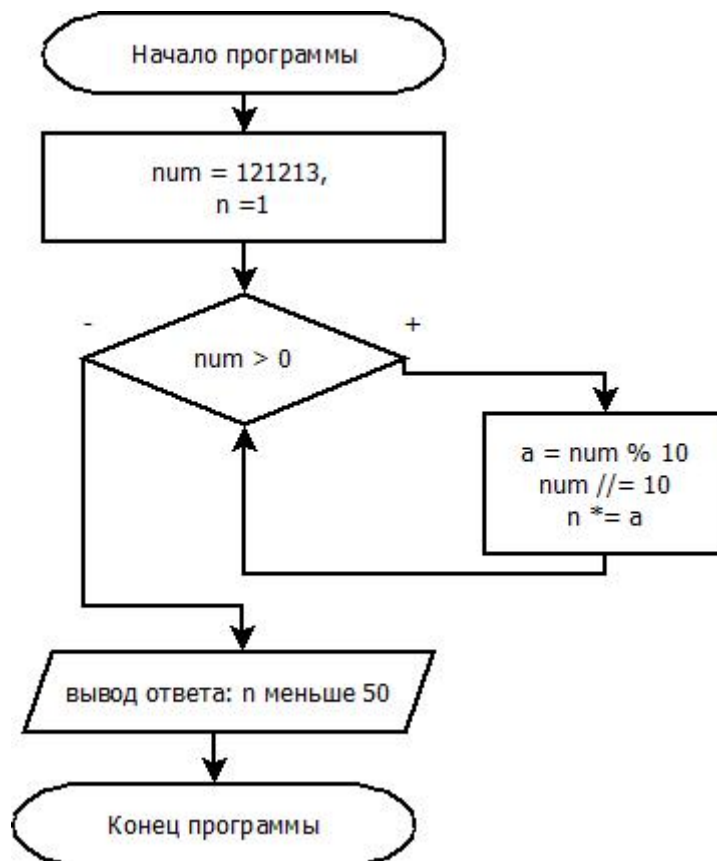 Начало программы
num = 121213,
n =1
-
+
num > 0
a = num % 10
num //= 10
n *= a
вывод ответа: n меньше 50
Конец программы